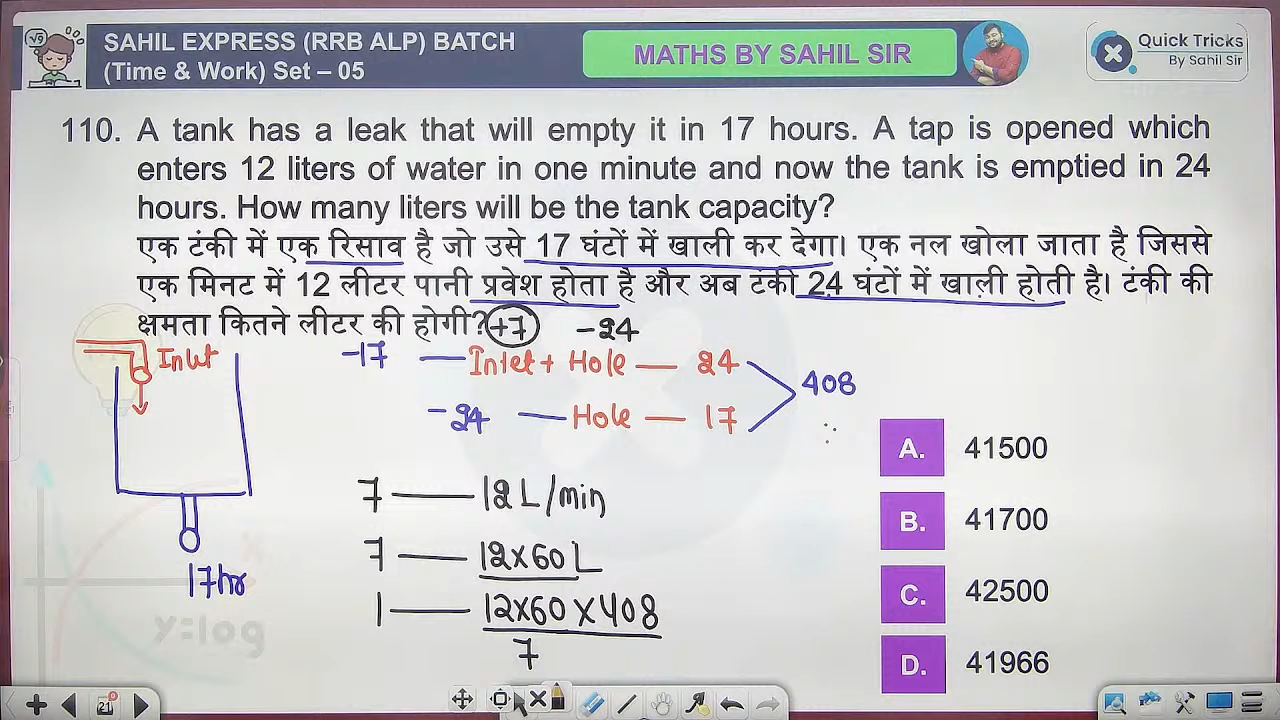 SAHIL EXPRESS (RRB ALP) BATCH
(Time & Work) Set – 05
MATHS BY SAHIL SIR
Quick Tricks
By Sahil Sir
√9
110. A tank has a leak that will empty it in 17 hours. A tap is opened which
enters 12 liters of water in one minute and now the tank is emptied in 24
hours. How many liters will be the tank capacity?
एक टंकी में एक रिसाव है जो उसे 17 घंटों में खाली कर देगा। एक नल खोला जाता है जिससे
एक मिनट में 12 लीटर पानी प्रवेश होता है और अब टंकी 24 घंटों में खाली होती है। टंकी की
क्षमता कितने लीटर की होगी? +7 -24
Inlet
-17 — Inlet + Hole — 24
408
-24 — Hole — 17
7 — 12 L/min
7 — 12×60 L
17hr
1 — 12×60×408
7
y=log
A. 41500
B. 41700
C. 42500
D. 41966
21